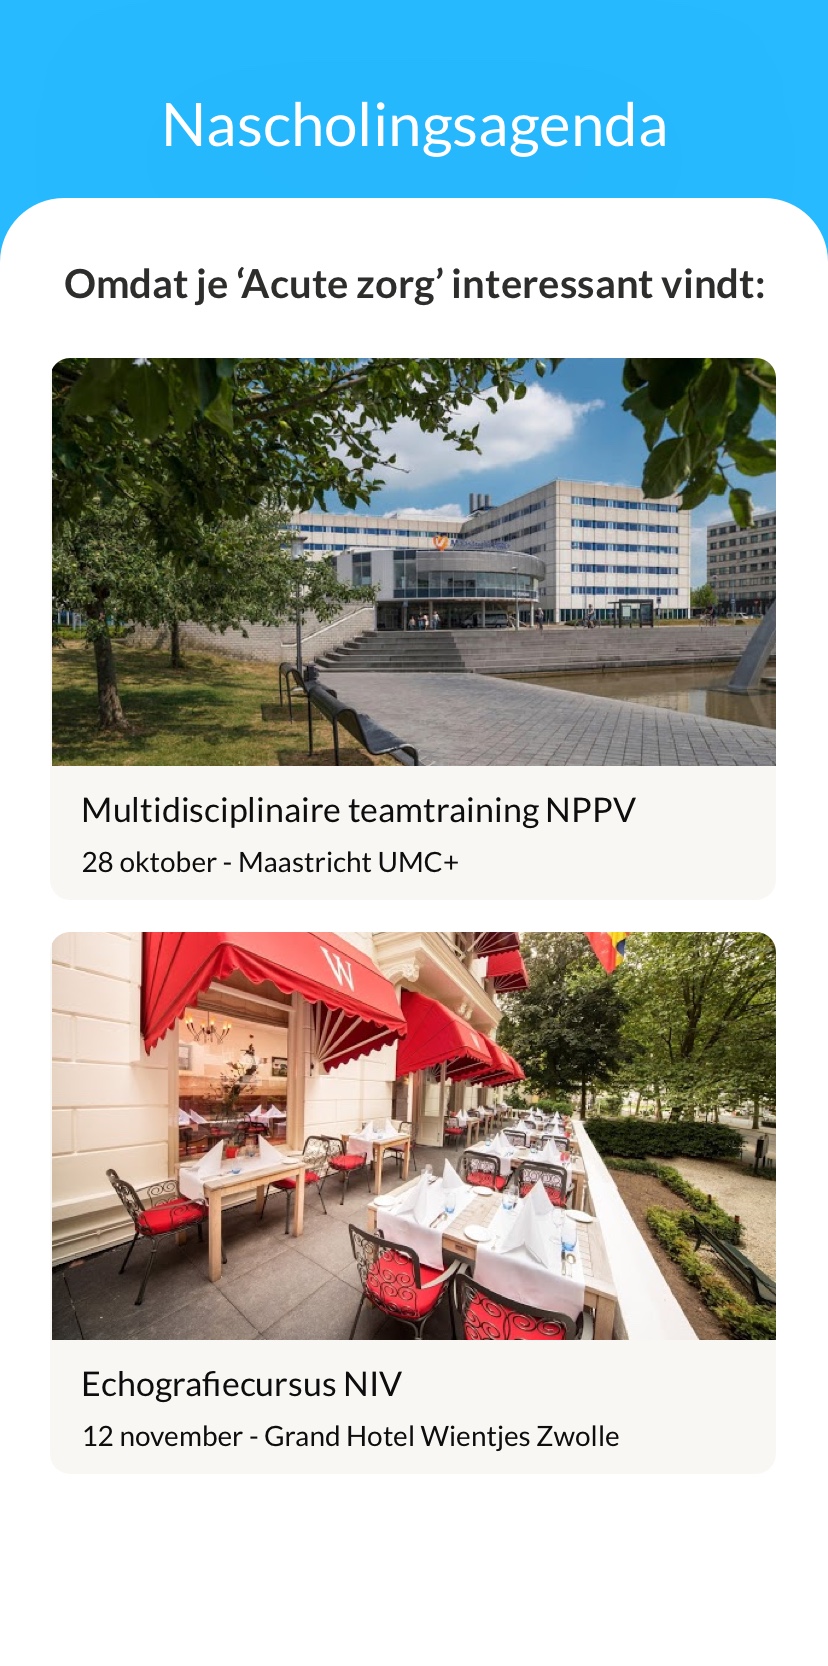 Nascholingsagenda
Omdat je ‘Acute zorg’ interessant vindt:
Multidisciplinaire teamtraining NPPV
28 oktober - Maastricht UMC+
W
Echografiecursus NIV
12 november - Grand Hotel Wientjes Zwolle